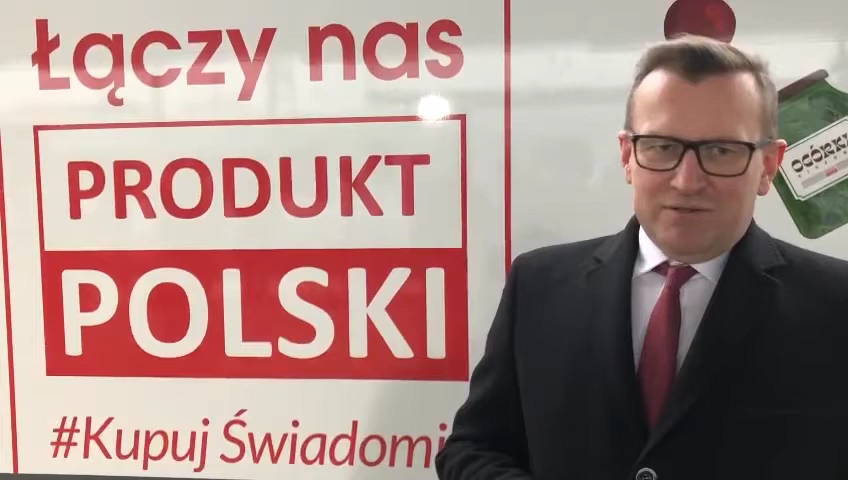 Łączy nas
PRODUKT
POLSKI
#Kupuj Świadomi
OGÓRKI